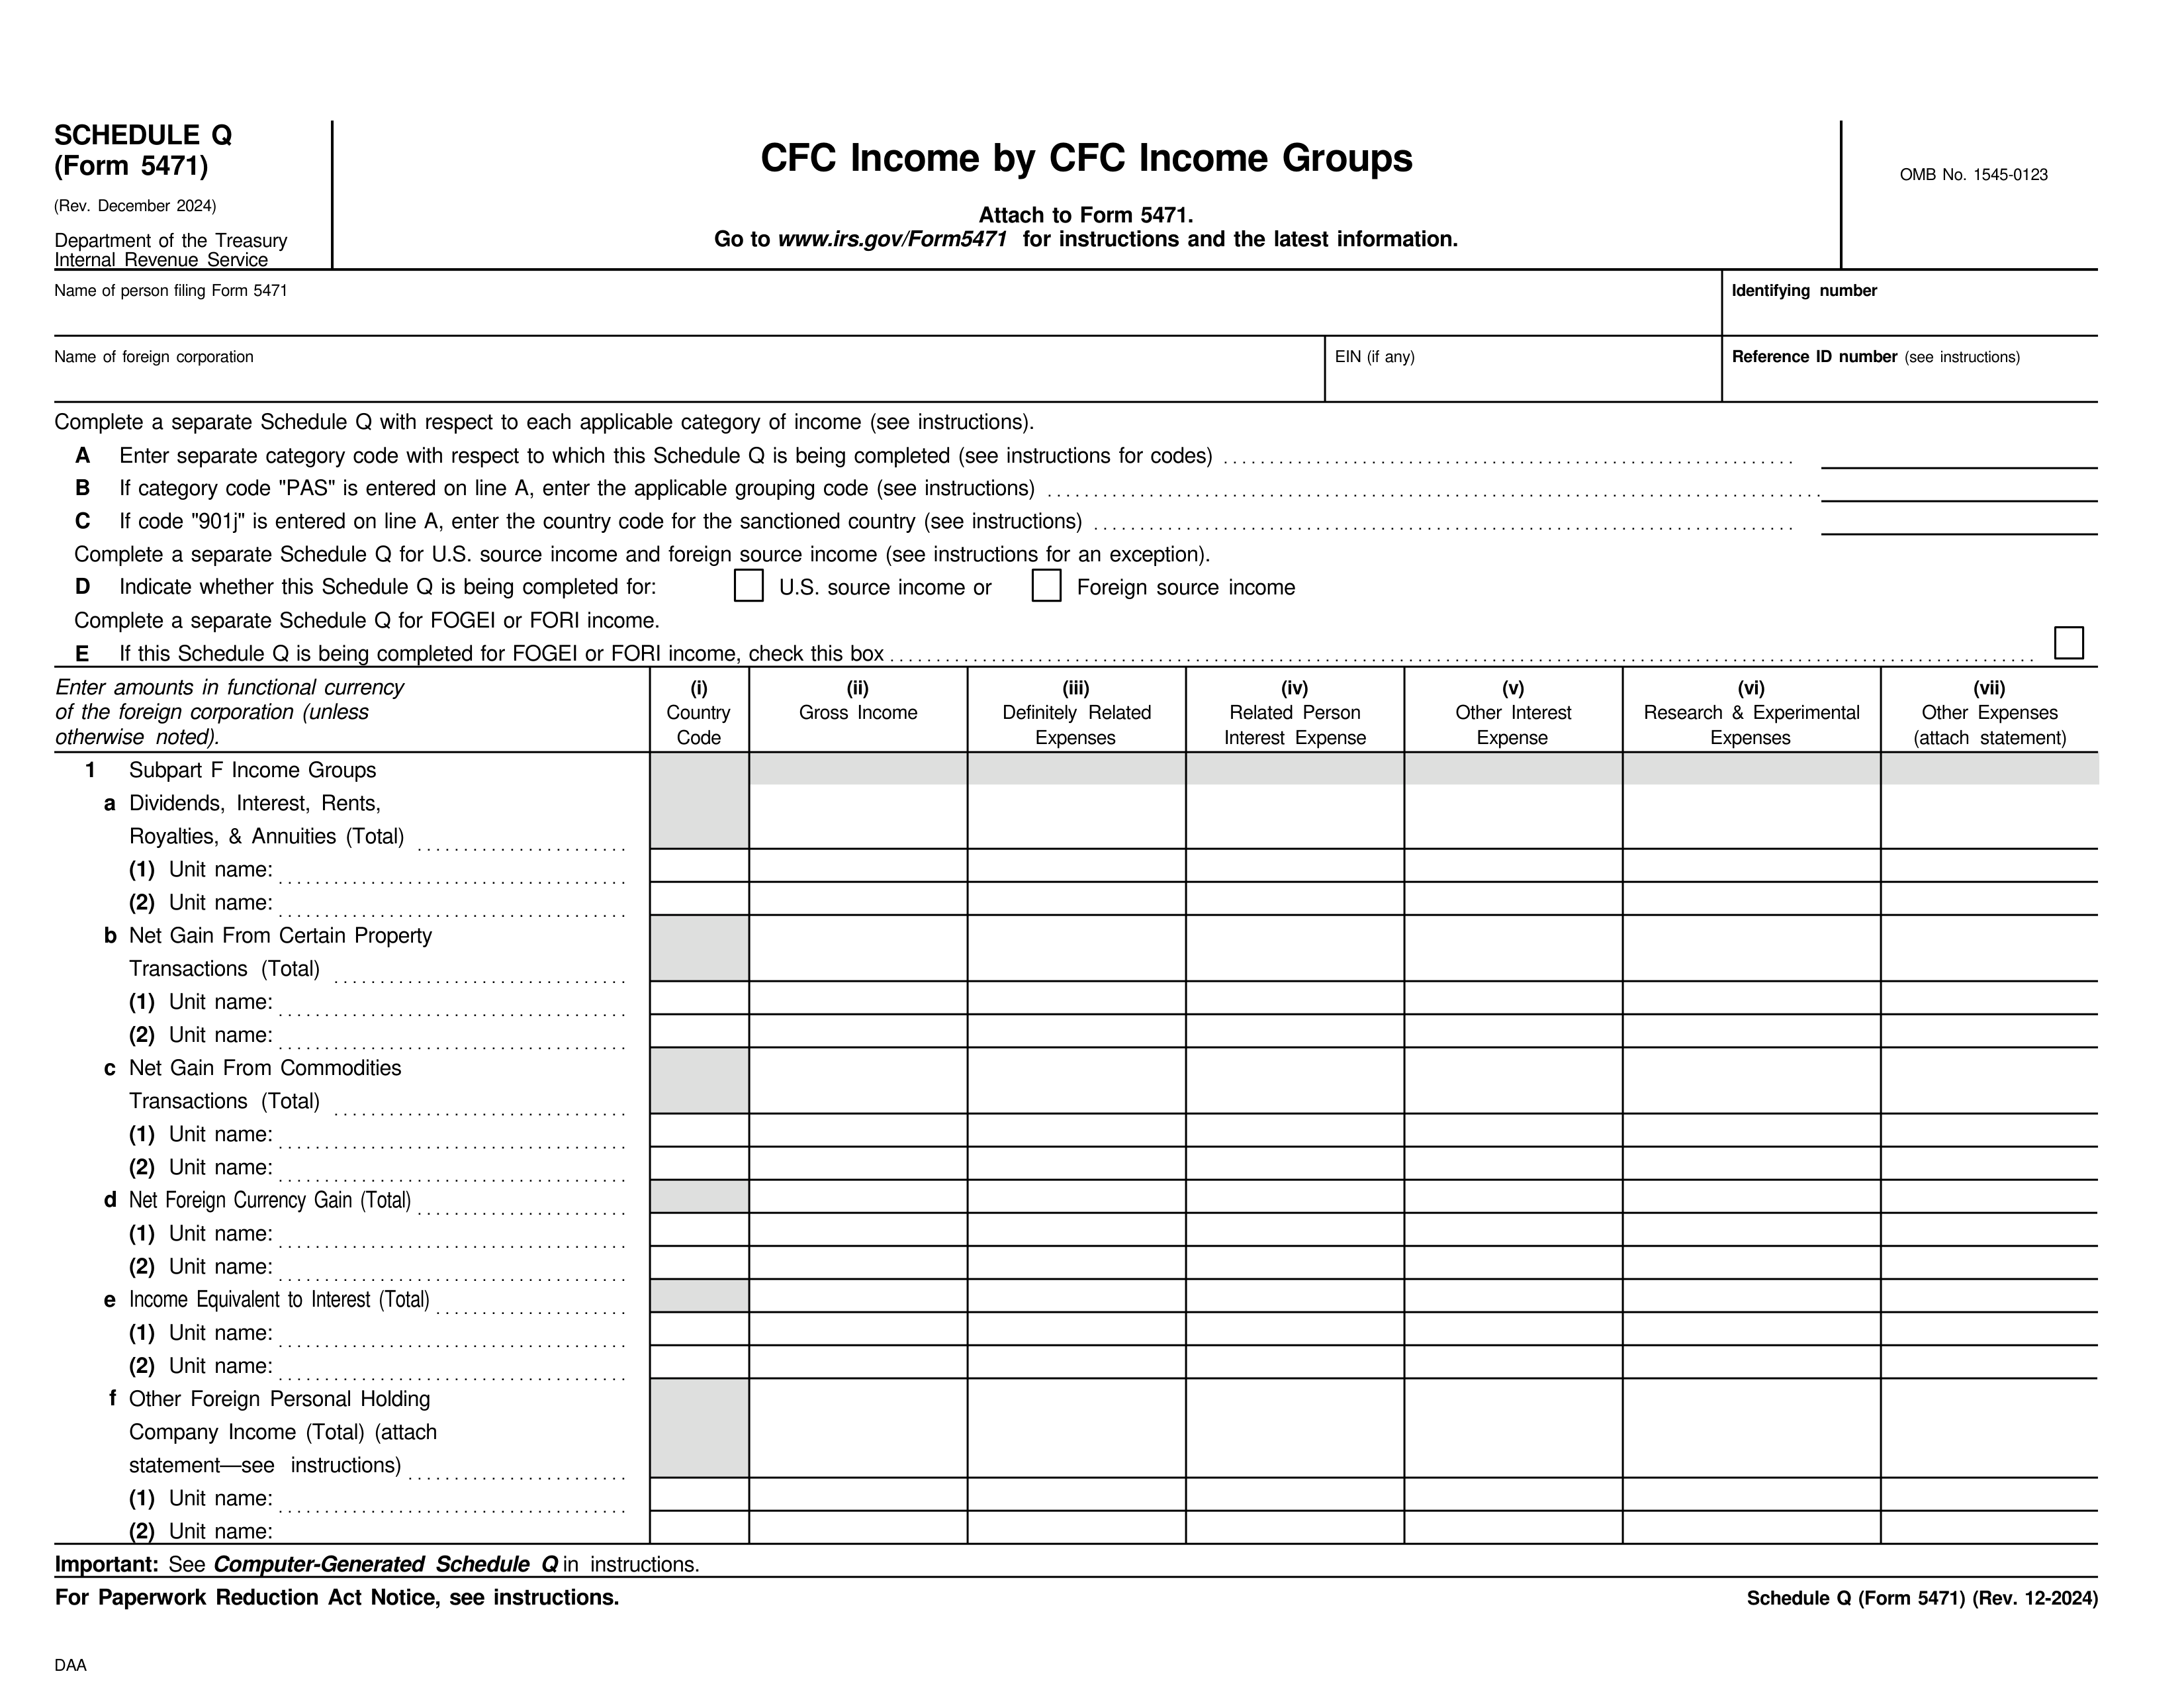 SCHEDULE Q
(Form 5471)
(Rev. December 2024)
Department of the Treasury
Internal Revenue Service
CFC Income by CFC Income Groups
Attach to Form 5471.
Go to www.irs.gov/Form5471 for instructions and the latest information.
OMB No. 1545-0123
Name of person filing Form 5471
Identifying number
Name of foreign corporation
EIN (if any)
Reference ID number (see instructions)
Complete a separate Schedule Q with respect to each applicable category of income (see instructions).
A Enter separate category code with respect to which this Schedule Q is being completed (see instructions for codes)
B If category code "PAS" is entered on line A, enter the applicable grouping code (see instructions)
C If code "901j" is entered on line A, enter the country code for the sanctioned country (see instructions)
Complete a separate Schedule Q for U.S. source income and foreign source income (see instructions for an exception).
D Indicate whether this Schedule Q is being completed for: U.S. source income or Foreign source income
Complete a separate Schedule Q for FOGEI or FORI income.
E If this Schedule Q is being completed for FOGEI or FORI income, check this box
Enter amounts in functional currency
of the foreign corporation (unless
otherwise noted).
(i)
Country
Code
(ii)
Gross Income
(iii)
Definitely Related
Expenses
(iv)
Related Person
Interest Expense
(v)
Other Interest
Expense
(vi)
Research & Experimental
Expenses
(vii)
Other Expenses
(attach statement)
1 Subpart F Income Groups
a Dividends, Interest, Rents,
Royalties, & Annuities (Total)
(1) Unit name:
(2) Unit name:
b Net Gain From Certain Property
Transactions (Total)
(1) Unit name:
(2) Unit name:
c Net Gain From Commodities
Transactions (Total)
(1) Unit name:
(2) Unit name:
d Net Foreign Currency Gain (Total)
(1) Unit name:
(2) Unit name:
e Income Equivalent to Interest (Total)
(1) Unit name:
(2) Unit name:
f Other Foreign Personal Holding
Company Income (Total) (attach
statement—see instructions)
(1) Unit name:
(2) Unit name:
Important: See Computer-Generated Schedule Q in instructions.
For Paperwork Reduction Act Notice, see instructions.
Schedule Q (Form 5471) (Rev. 12-2024)
DAA